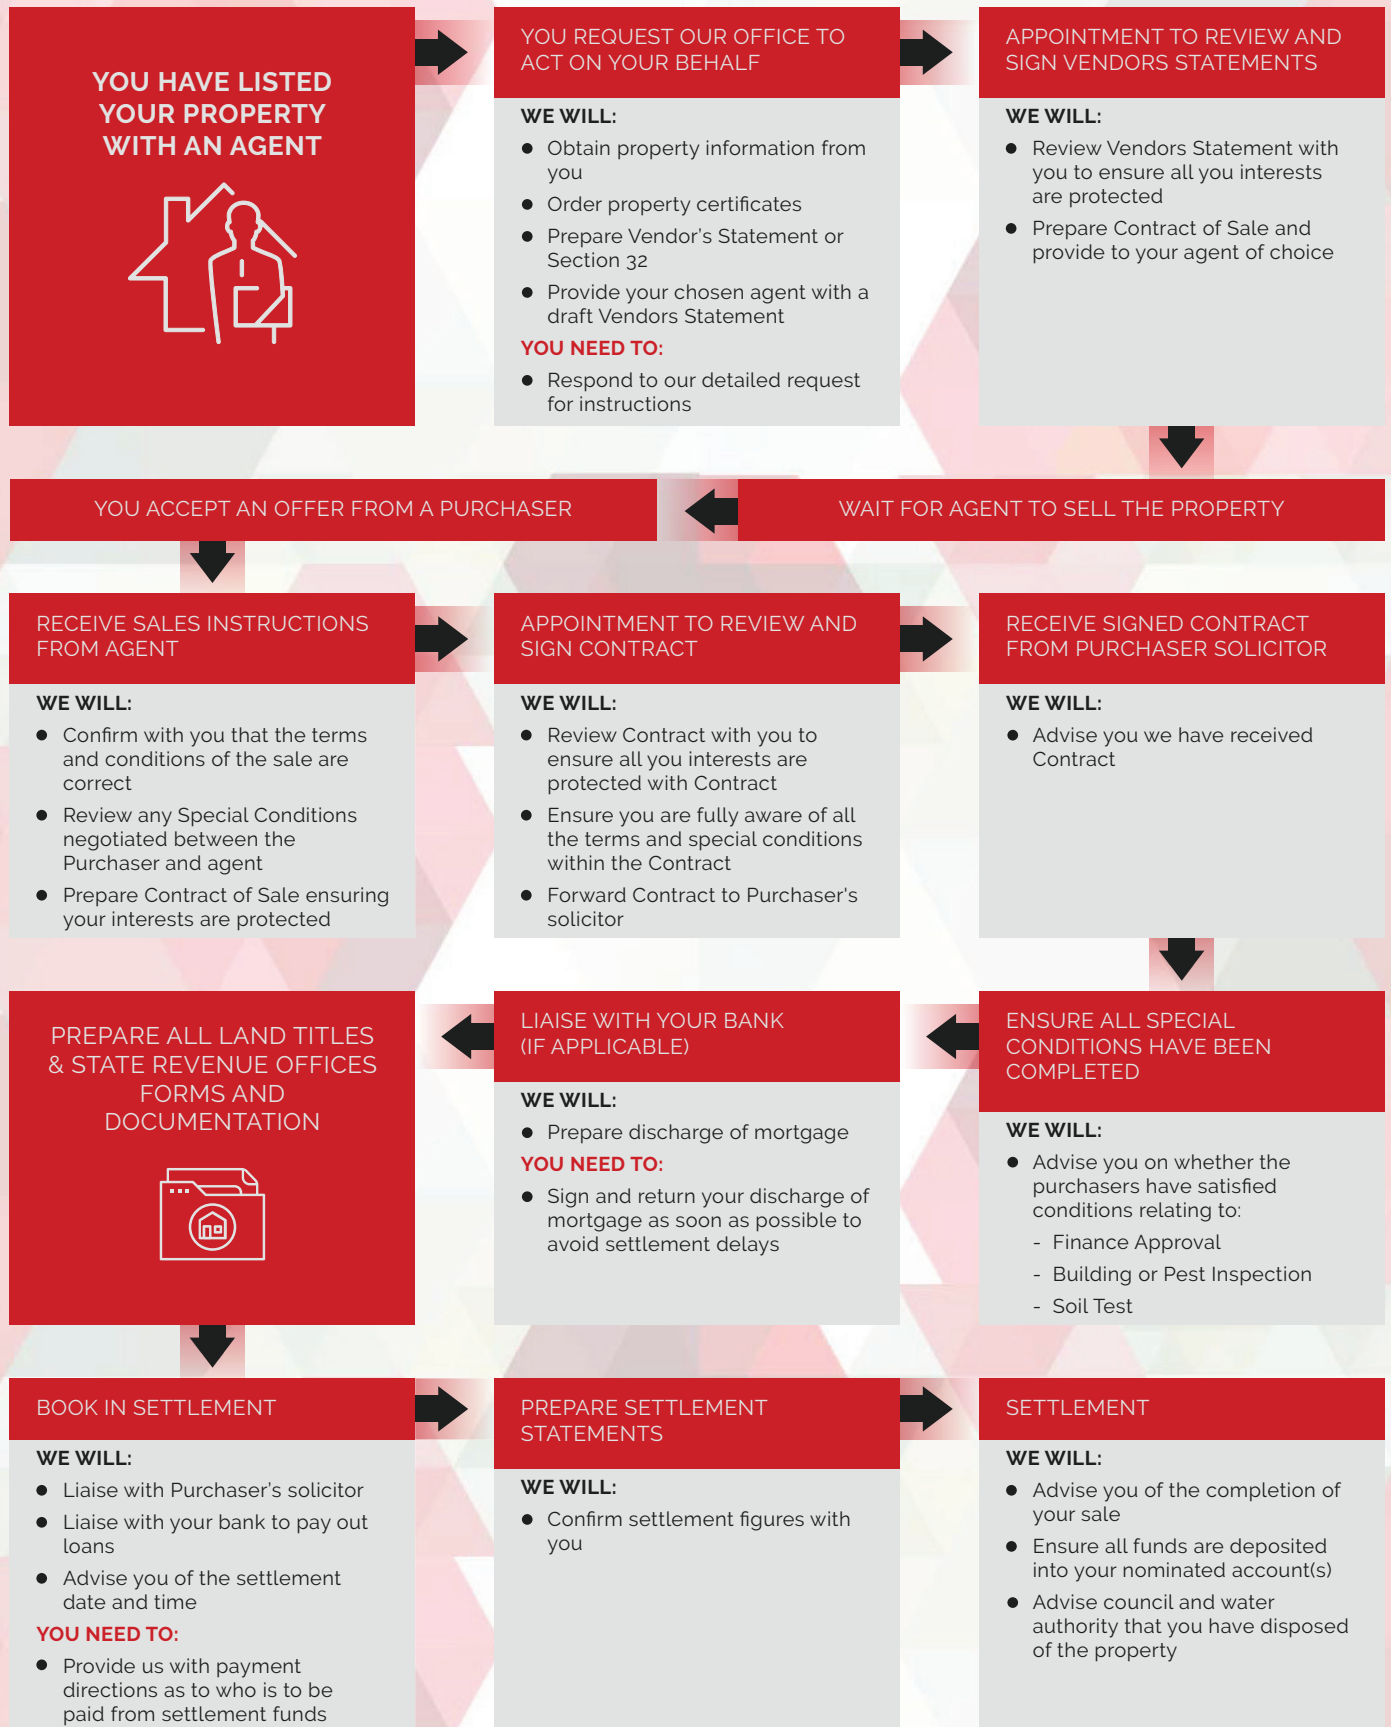 YOU HAVE LISTED
YOUR PROPERTY
WITH AN AGENT
YOU REQUEST OUR OFFICE TO
ACT ON YOUR BEHALF
WE WILL:
● Obtain property information from
you
● Order property certificates
● Prepare Vendor's Statement or
Section 32
● Provide your chosen agent with a
draft Vendors Statement
YOU NEED TO:
● Respond to our detailed request
for instructions
APPOINTMENT TO REVIEW AND
SIGN VENDORS STATEMENTS
WE WILL:
● Review Vendors Statement with
you to ensure all you interests
are protected
● Prepare Contract of Sale and
provide to your agent of choice
WAIT FOR AGENT TO SELL THE PROPERTY
YOU ACCEPT AN OFFER FROM A PURCHASER
RECEIVE SALES INSTRUCTIONS
FROM AGENT
WE WILL:
● Confirm with you that the terms
and conditions of the sale are
correct
● Review any Special Conditions
negotiated between the
Purchaser and agent
● Prepare Contract of Sale ensuring
your interests are protected
APPOINTMENT TO REVIEW AND
SIGN CONTRACT
WE WILL:
● Review Contract with you to
ensure all you interests are
protected with Contract
● Ensure you are fully aware of all
the terms and special conditions
within the Contract
● Forward Contract to Purchaser's
solicitor
RECEIVE SIGNED CONTRACT
FROM PURCHASER SOLICITOR
WE WILL:
● Advise you we have received
Contract
ENSURE ALL SPECIAL
CONDITIONS HAVE BEEN
COMPLETED
WE WILL:
● Advise you on whether the
purchasers have satisfied
conditions relating to:
- Finance Approval
- Building or Pest Inspection
- Soil Test
LIAISE WITH YOUR BANK
(IF APPLICABLE)
WE WILL:
● Prepare discharge of mortgage
YOU NEED TO:
● Sign and return your discharge of
mortgage as soon as possible to
avoid settlement delays
PREPARE ALL LAND TITLES
& STATE REVENUE OFFICES
FORMS AND
DOCUMENTATION
BOOK IN SETTLEMENT
WE WILL:
● Liaise with Purchaser's solicitor
● Liaise with your bank to pay out
loans
● Advise you of the settlement
date and time
YOU NEED TO:
● Provide us with payment
directions as to who is to be
paid from settlement funds
PREPARE SETTLEMENT
STATEMENTS
WE WILL:
● Confirm settlement figures with
you
SETTLEMENT
WE WILL:
● Advise you of the completion of
your sale
● Ensure all funds are deposited
into your nominated account(s)
● Advise council and water
authority that you have disposed
of the property